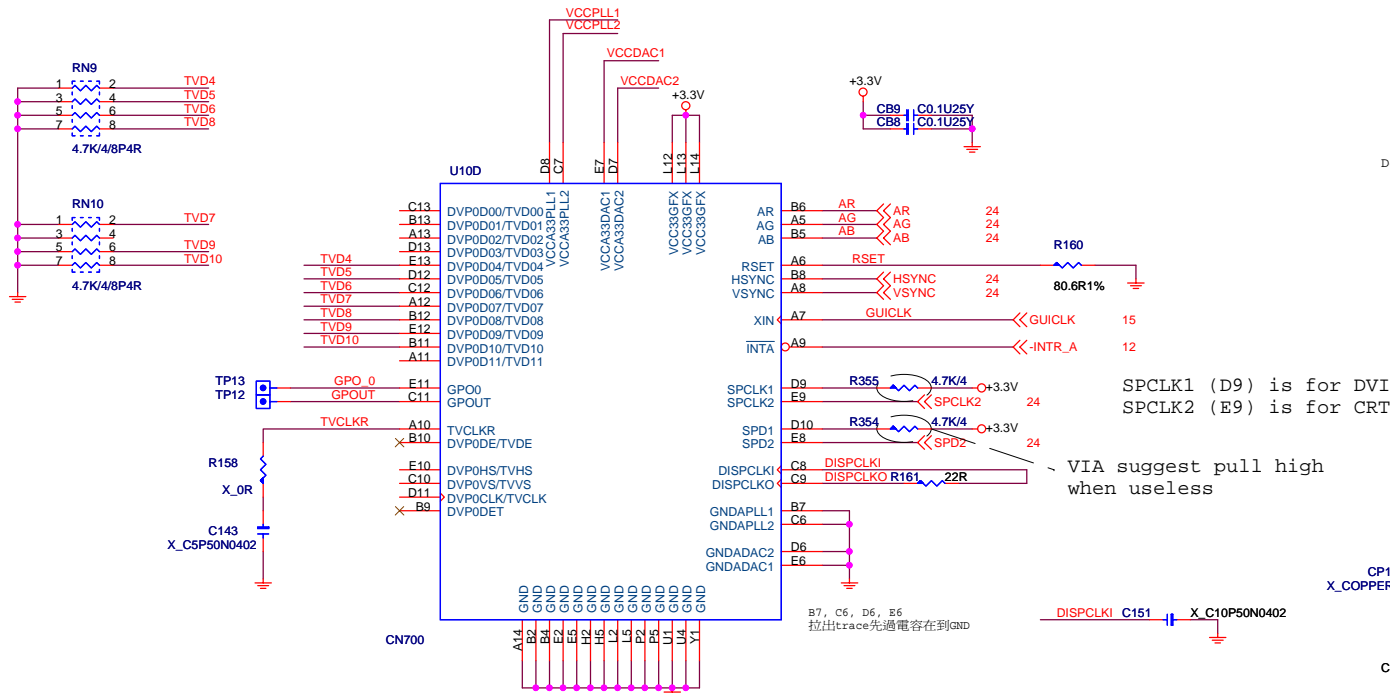 VCCPLL1
VCCPLL2
VCCDAC1
VCCDAC2
+3.3V
RN9
1 2 TVD4
3 4 TVD5
5 6 TVD6
7 8 TVD8
4.7K/4/8P4R
RN10
1 2 TVD7
3 4
5 6 TVD9
7 8 TVD10
4.7K/4/8P4R
+3.3V
CB9 C0.1U25Y
CB8 C0.1U25Y
D
U10D
D8 VCCA33PLL1
C7 VCCA33PLL2
E7 VCCA33DAC1
D7 VCCA33DAC2
L12 VCC33GFX
L13 VCC33GFX
L14 VCC33GFX
C13 DVP0D00/TVD00
B13 DVP0D01/TVD01
A13 DVP0D02/TVD02
D13 DVP0D03/TVD03
TVD4 E13 DVP0D04/TVD04
TVD5 D12 DVP0D05/TVD05
TVD6 C12 DVP0D06/TVD06
TVD7 A12 DVP0D07/TVD07
TVD8 B12 DVP0D08/TVD08
TVD9 E12 DVP0D09/TVD09
TVD10 B11 DVP0D10/TVD10
A11 DVP0D11/TVD11
TP13 GPO_0 E11 GPO0
TP12 GPOUT C11 GPOUT
TVCLKR A10 TVCLKR
B10 DVP0DE/TVDE
E10 DVP0HS/TVHS
C10 DVP0VS/TVVS
D11 DVP0CLK/TVCLK
B9 DVP0DET
R158
X_0R
C143
X_C5P50N0402
AR B6 AR AR 24
AG A5 AG AG 24
AB B5 AB AB 24
RSET A6 RSET R160
80.6R1%
HSYNC B8 HSYNC 24
VSYNC A8 VSYNC 24
XIN A7 GUICLK GUICLK 15
INTA A9 -INTR_A 12
SPCLK1 D9 R355 4.7K/4 +3.3V
SPCLK2 E9 SPCLK2 24
SPD1 D10 R354 4.7K/4 +3.3V
SPD2 E8 SPD2 24
SPCLK1 (D9) is for DVI
SPCLK2 (E9) is for CRT
VIA suggest pull high
when useless
DISPCLKI C8 DISPCLKI
DISPCLKO C9 DISPCLKO R161 22R
GNDAPLL1 B7
GNDAPLL2 C6
GNDADAC2 D6
GNDADAC1 E6
GND GND GND GND GND GND GND GND GND GND GND GND GND GND
A14 B2 B4 E2 E5 H2 H5 L2 L5 P2 P5 U1 U4 Y1
CN700
B7, C6, D6, E6
拉出trace先過電容在到GND
CP1
X_COPPER
DISPCLKI C151 X_C10P50N0402
C